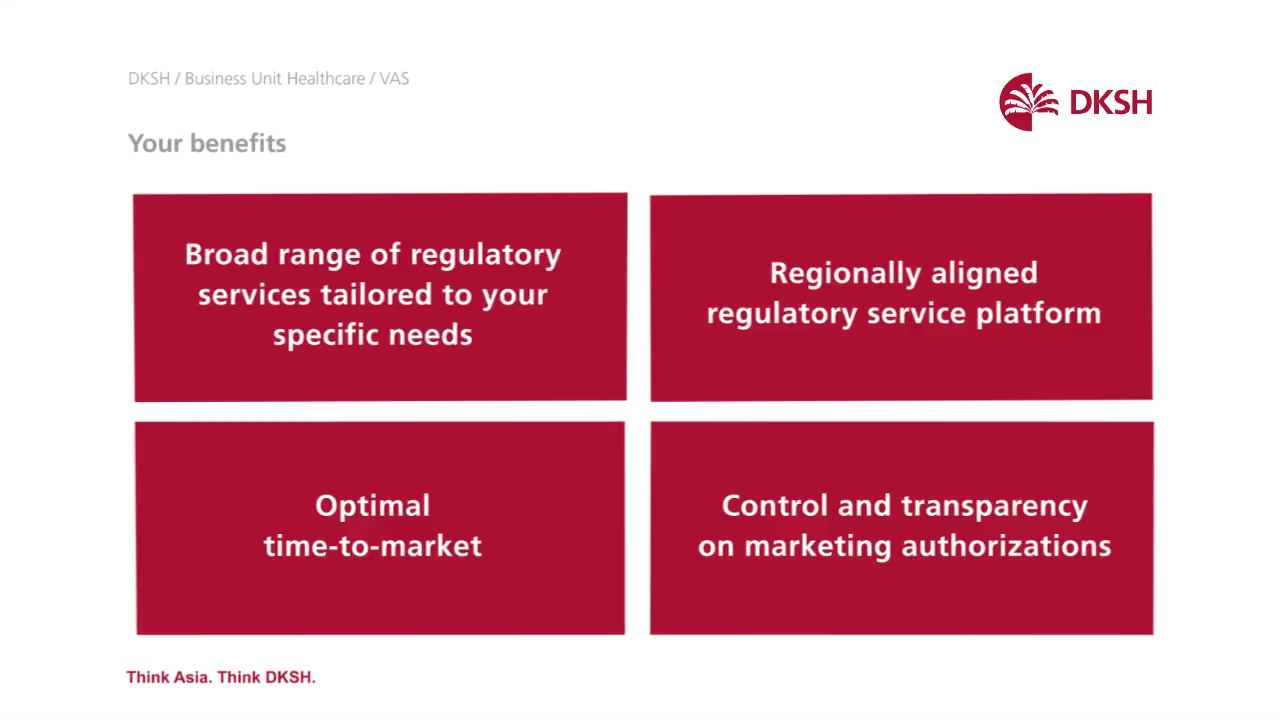 DKSH / Business Unit Healthcare / VAS
DKSH
Your benefits
Broad range of regulatory
services tailored to your
specific needs
Regionally aligned
regulatory service platform
Optimal
time-to-market
Control and transparency
on marketing authorizations
Think Asia. Think DKSH.